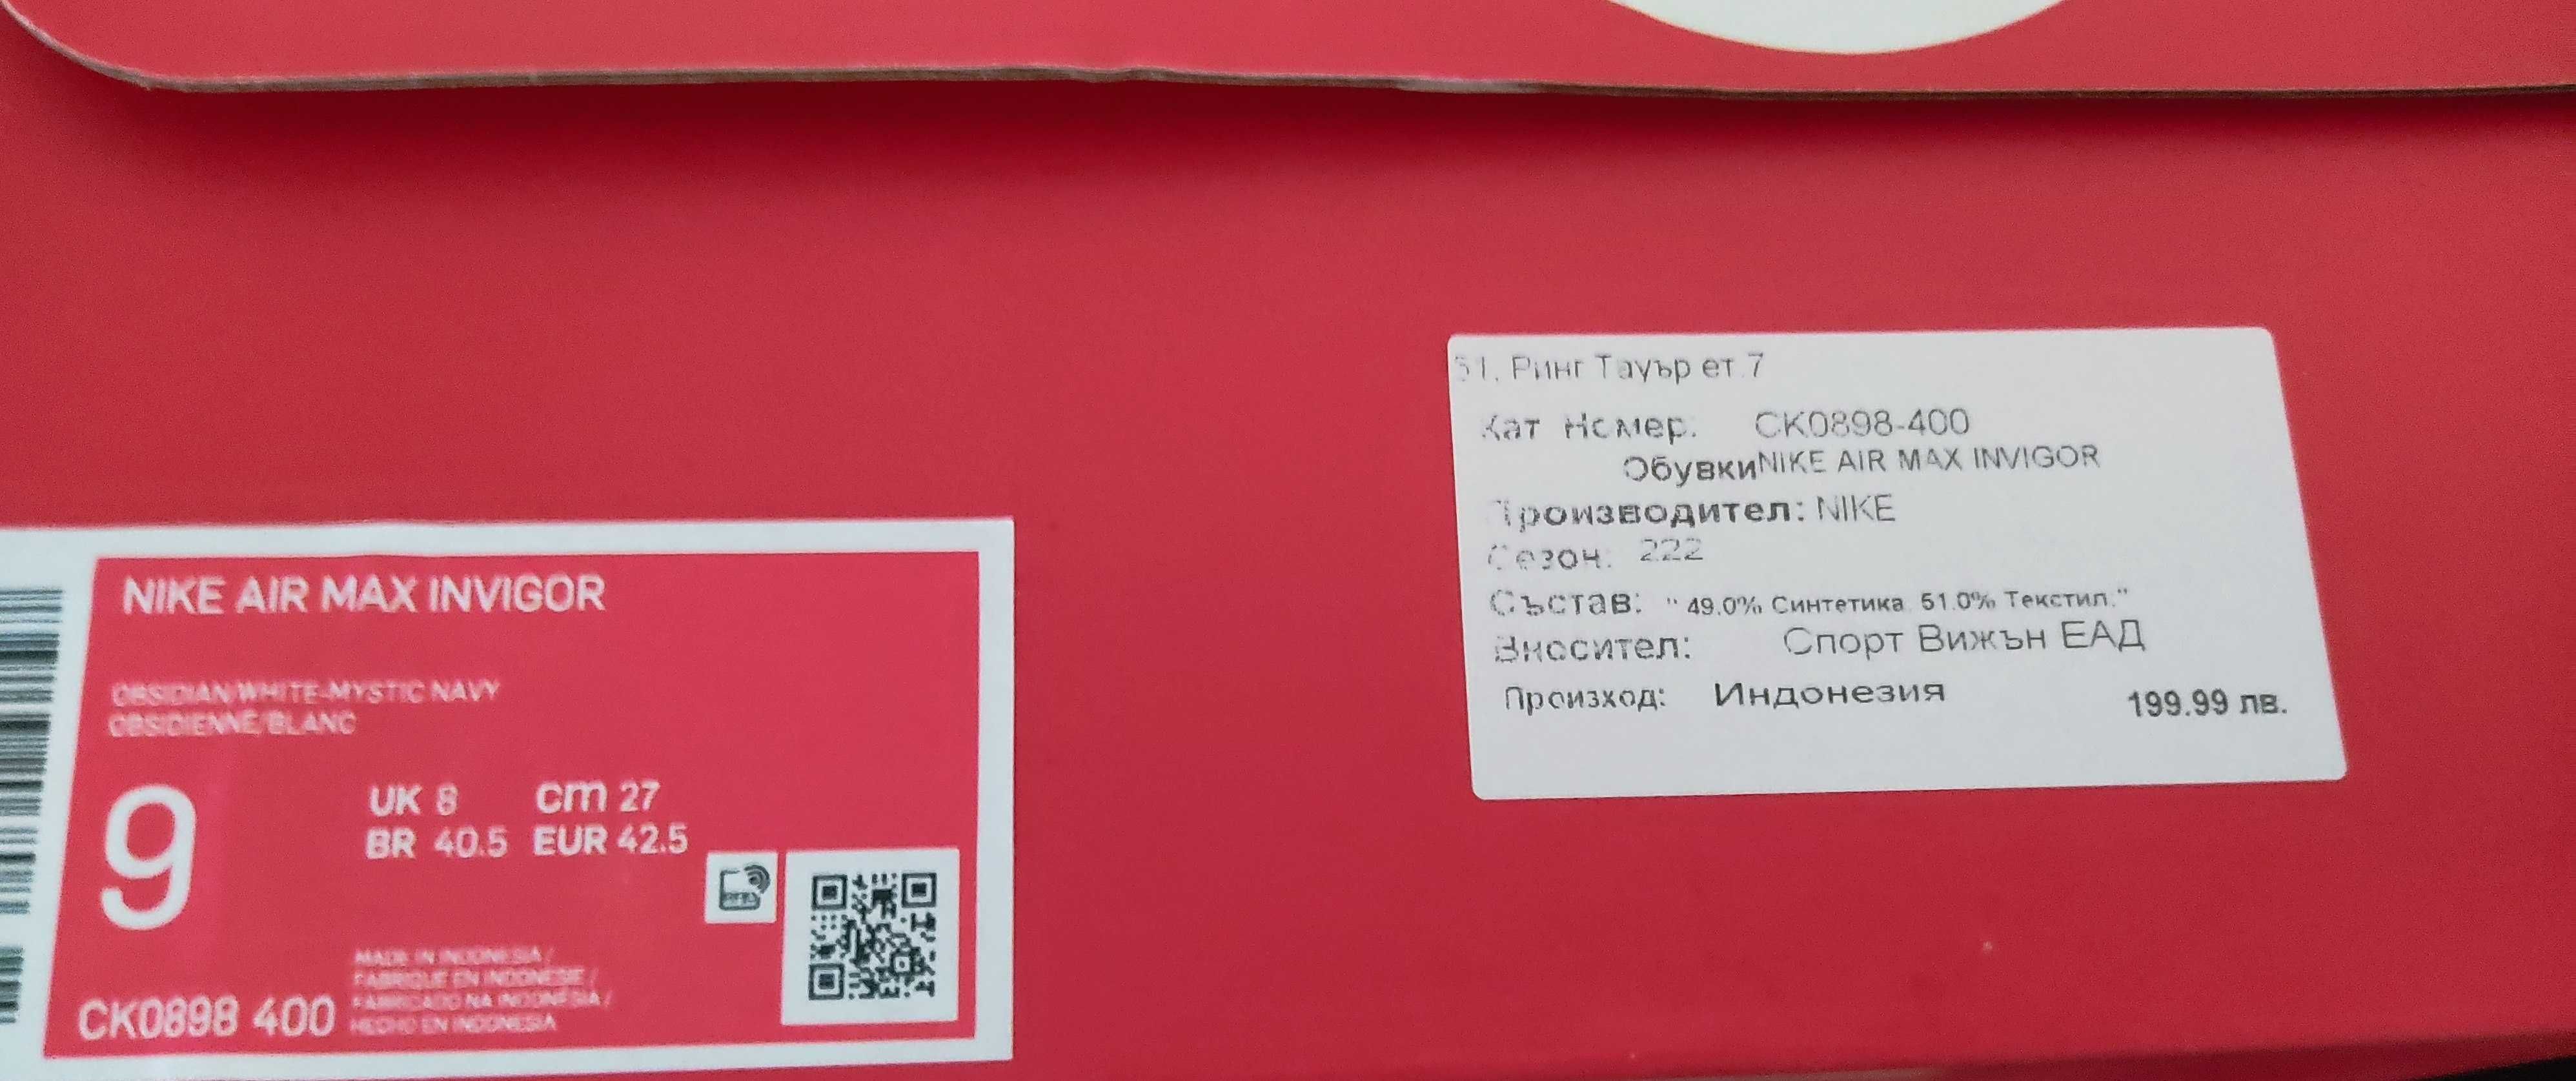 NIKE AIR MAX INVIGOR
OBSIDIAN/WHITE-MYSTIC NAVY
OBSIDIENNE/BLANC
9
UK 8 cm 27
BR 40.5 EUR 42.5
MADE IN INDONESIA /
FABRIQUE EN INDONESIE /
FABRICADO NA INDONESIA /
HECHO EN INDONESIA
CK0898 400
51. Ринг Тауър ет.7
Кат Номер. CK0898-400
Обувки NIKE AIR MAX INVIGOR
Производител: NIKE
Сезон: 222
Състав: " 49.0% Синтетика 51.0% Текстил."
Вносител: Спорт Вижън ЕАД
Произход: Индонезия 199.99 лв.